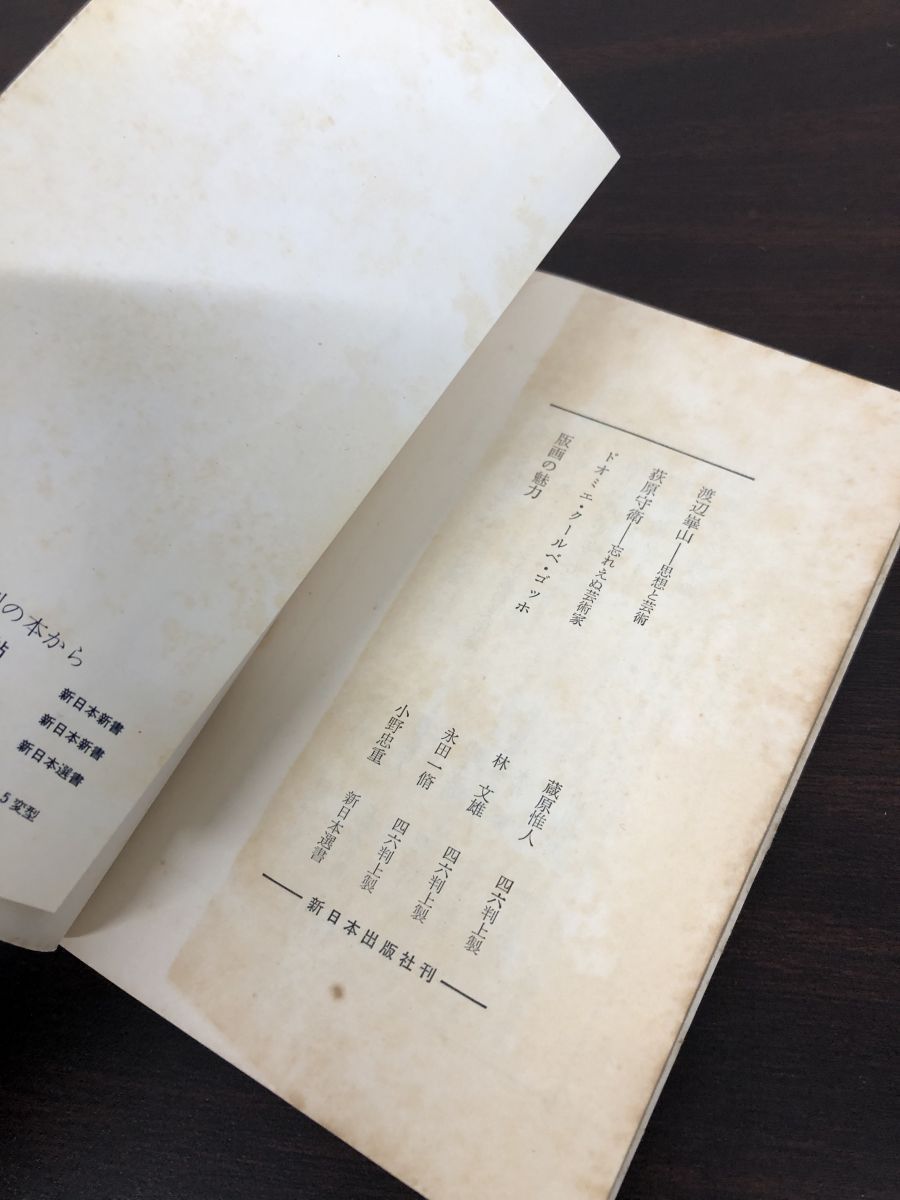 渡辺崋山――思想と芸術 蔵原惟人 四六判上製
荻原守衛――忘れえぬ芸術家 林 文雄 四六判上製
ドオミエ・クールベ・ゴッホ 永田一脩 四六判上製
版画の魅力 小野忠重 新日本選書
新日本出版社刊
の本から
新日本新書
新日本新書
新日本選書
5変型